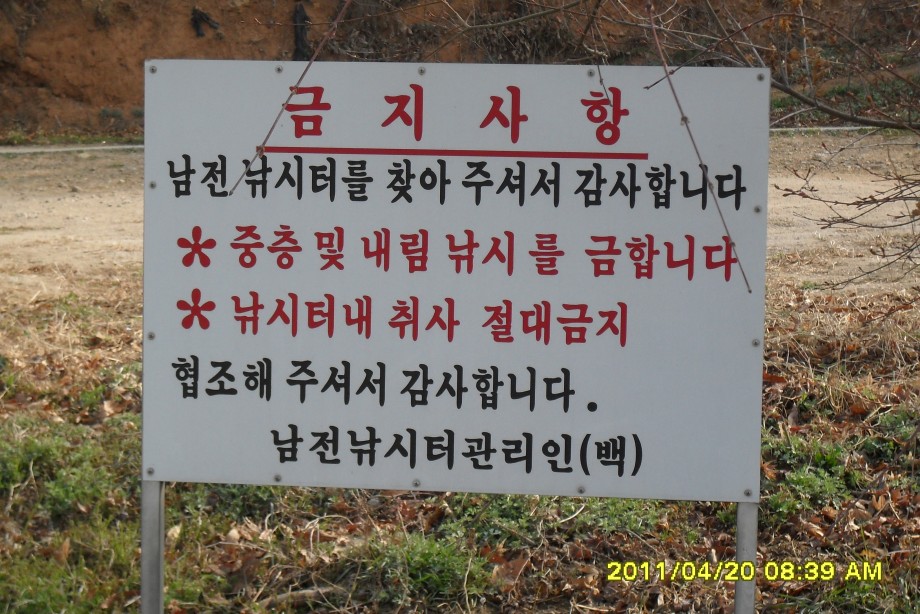 금지사항
남전 낚시터를 찾아 주셔서 감사합니다
* 중층 및 내림 낚시를 금합니다
* 낚시터내 취사 절대금지
협조해 주셔서 감사합니다.
남전낚시터관리인(백)
2011/04/20 08:39 AM